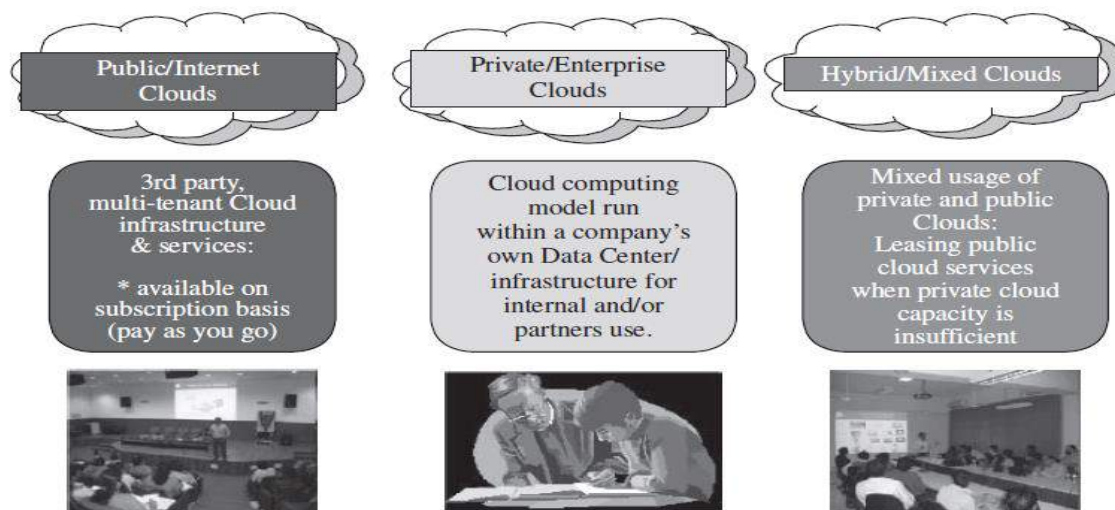 Public/Internet
Clouds
3rd party,
multi-tenant Cloud
infrastructure
& services:
* available on
subscription basis
(pay as you go)
Private/Enterprise
Clouds
Cloud computing
model run
within a company’s
own Data Center/
infrastructure for
internal and/or
partners use.
Hybrid/Mixed Clouds
Mixed usage of
private and public
Clouds:
Leasing public
cloud services
when private cloud
capacity is
insufficient